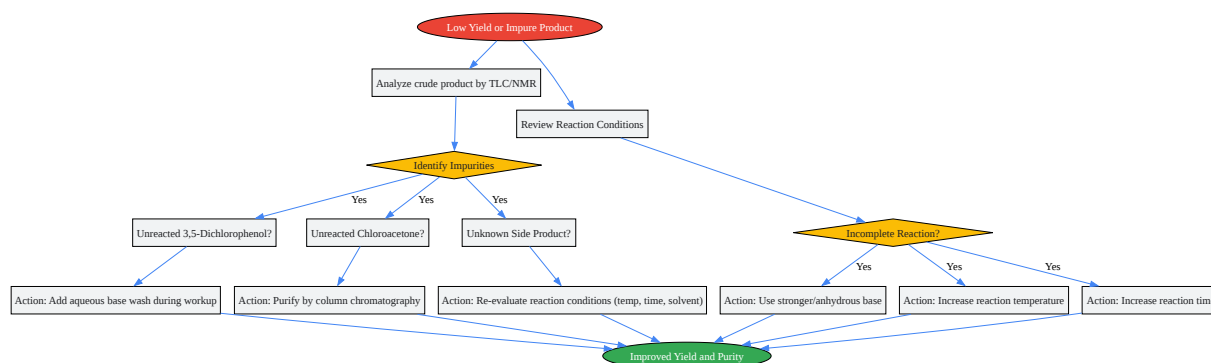 Low Yield or Impure Product
Analyze crude product by TLC/NMR
Review Reaction Conditions
Identify Impurities
Yes
Yes
Yes
Unreacted 3,5-Dichlorophenol?
Unreacted Chloroacetone?
Unknown Side Product?
Incomplete Reaction?
Yes
Yes
Yes
Action: Add aqueous base wash during workup
Action: Purify by column chromatography
Action: Re-evaluate reaction conditions (temp, time, solvent)
Action: Use stronger/anhydrous base
Action: Increase reaction temperature
Action: Increase reaction
Improved Yield and Purity